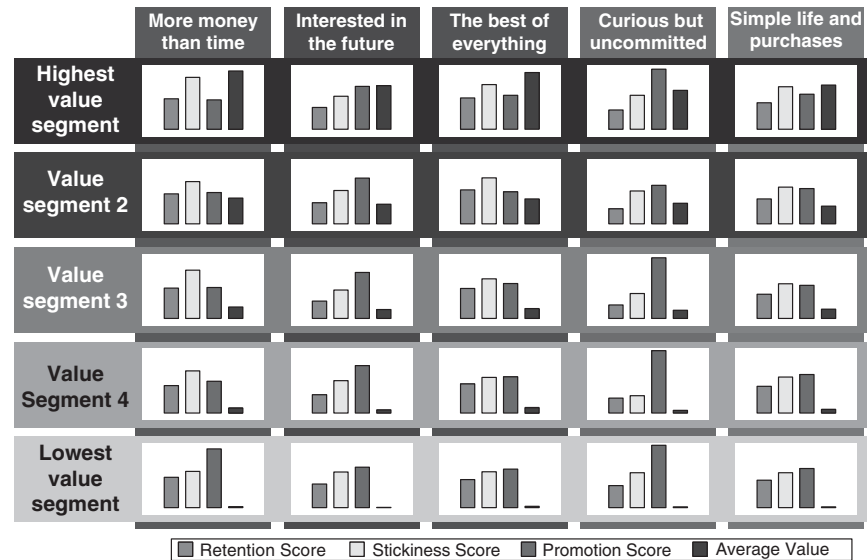 More money
than time
Interested in
the future
The best of
everything
Curious but
uncommitted
Simple life and
purchases
Highest
value
segment
Value
segment 2
Value
segment 3
Value
Segment 4
Lowest
value
segment
Retention Score Stickiness Score Promotion Score Average Value